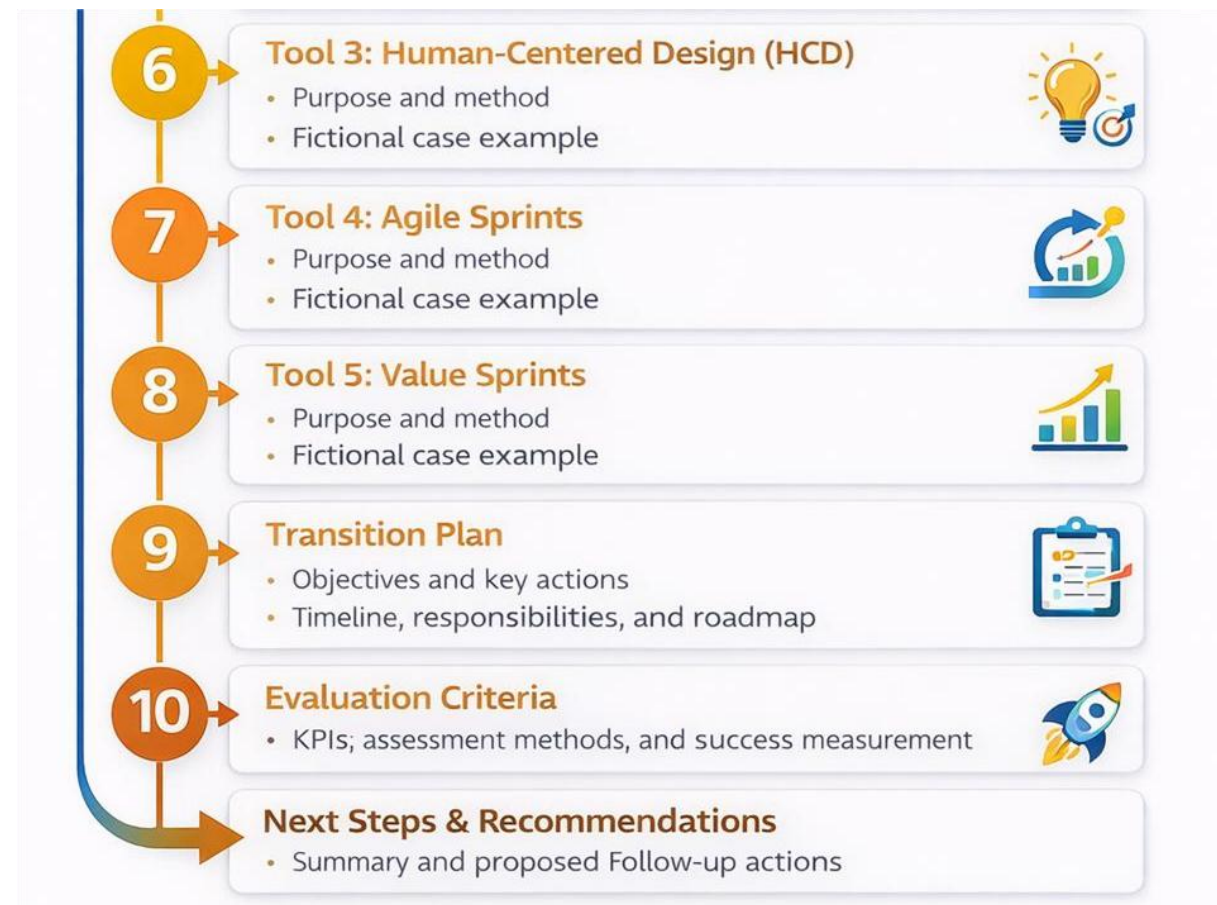 6
Tool 3: Human-Centered Design (HCD)
• Purpose and method
• Fictional case example
7
Tool 4: Agile Sprints
• Purpose and method
• Fictional case example
8
Tool 5: Value Sprints
• Purpose and method
• Fictional case example
9
Transition Plan
• Objectives and key actions
• Timeline, responsibilities, and roadmap
10
Evaluation Criteria
• KPIs; assessment methods, and success measurement
Next Steps & Recommendations
• Summary and proposed Follow-up actions